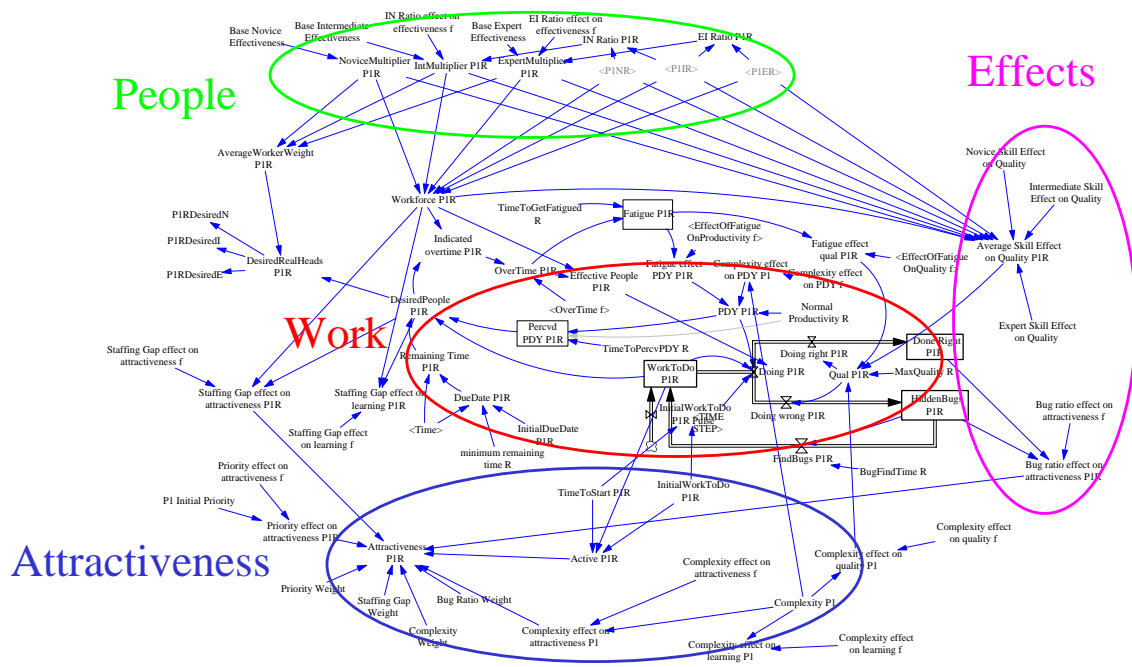 Base Novice
Effectiveness
Base Intermediate
Effectiveness
IN Ratio effect on
effectiveness f
Base Expert
Effectiveness
EI Ratio effect on
effectiveness f
IN Ratio P1R
EI Ratio P1R
NoviceMultiplier
P1R
IntMultiplier P1R
ExpertMultiplier
P1R
<P1NR>
<P1IR>
<P1ER>
People
Effects
AverageWorkerWeight
P1R
Novice Skill Effect
on Quality
Intermediate Skill
Effect on Quality
Workforce P1R
TimeToGetFatigued
R
Fatigue P1R
P1RDesiredN
P1RDesiredI
P1RDesiredE
DesiredRealHeads
P1R
Indicated
overtime P1R
<EffectOfFatigue
OnProductivity f>
Fatigue effect
qual P1R
<EffectOfFatigue
OnQuality f>
Average Skill Effect
on Quality P1R
OverTime P1R
Effective People
P1R
Fatigue effect
PDY P1R
Complexity effect
on PDY P1
Complexity effect
on PDY f
DesiredPeople
P1R
<OverTime f>
PDY P1R
Normal
Productivity R
Expert Skill Effect
on Quality
Work
Percvd
PDY P1R
TimeToPercvPDY R
Doing right P1R
DoneRight
P1R
Staffing Gap effect on
attractiveness f
Remaining Time
P1R
WorkToDo
P1R
Doing P1R
Qual P1R
MaxQuality R
Staffing Gap effect on
attractiveness P1R
Staffing Gap effect on
learning P1R
DueDate P1R
InitialWorkToDo
P1R Pulse
<TIME
STEP>
Doing wrong P1R
HiddenBugs
P1R
Bug ratio effect on
attractiveness f
Staffing Gap effect
on learning f
<Time>
InitialDueDate
P1R
minimum remaining
time R
FindBugs P1R
BugFindTime R
Bug ratio effect on
attractiveness P1R
Priority effect on
attractiveness f
P1 Initial Priority
TimeToStart P1R
InitialWorkToDo
P1R
Priority effect on
attractiveness P1R
Attractiveness
Attractiveness
P1R
Active P1R
Complexity effect
on quality f
Complexity effect on
quality P1
Complexity effect on
attractiveness f
Priority Weight
Staffing Gap
Weight
Bug Ratio Weight
Complexity P1
Complexity
Weight
Complexity effect on
attractiveness P1
Complexity effect on
learning P1
Complexity effect
on learning f